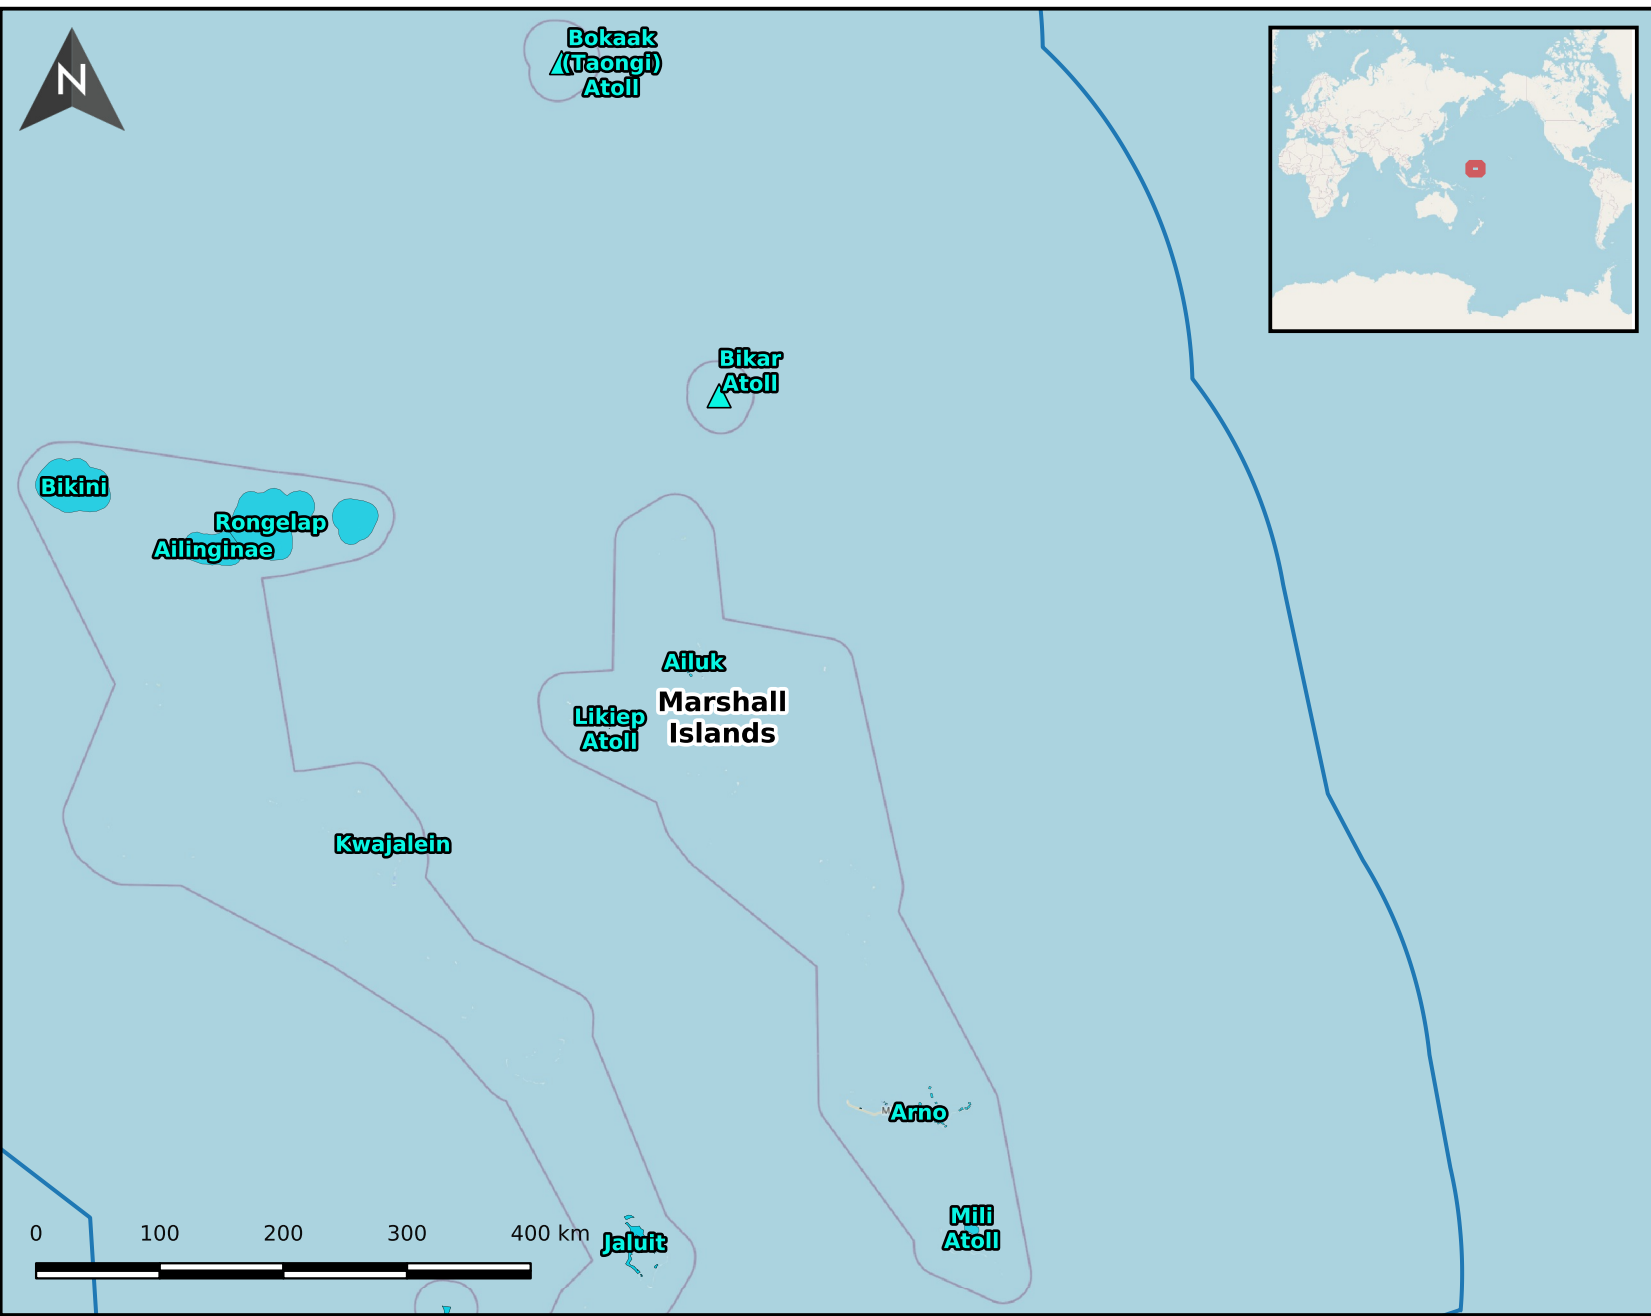 N
Bokaak
(Taongi)
Atoll
Bikar
Atoll
Bikini
Rongelap
Ailinginae
Ailuk
Marshall
Islands
Likiep
Atoll
Kwajalein
Arno
Mili
Atoll
Jaluit
0 100 200 300 400 km